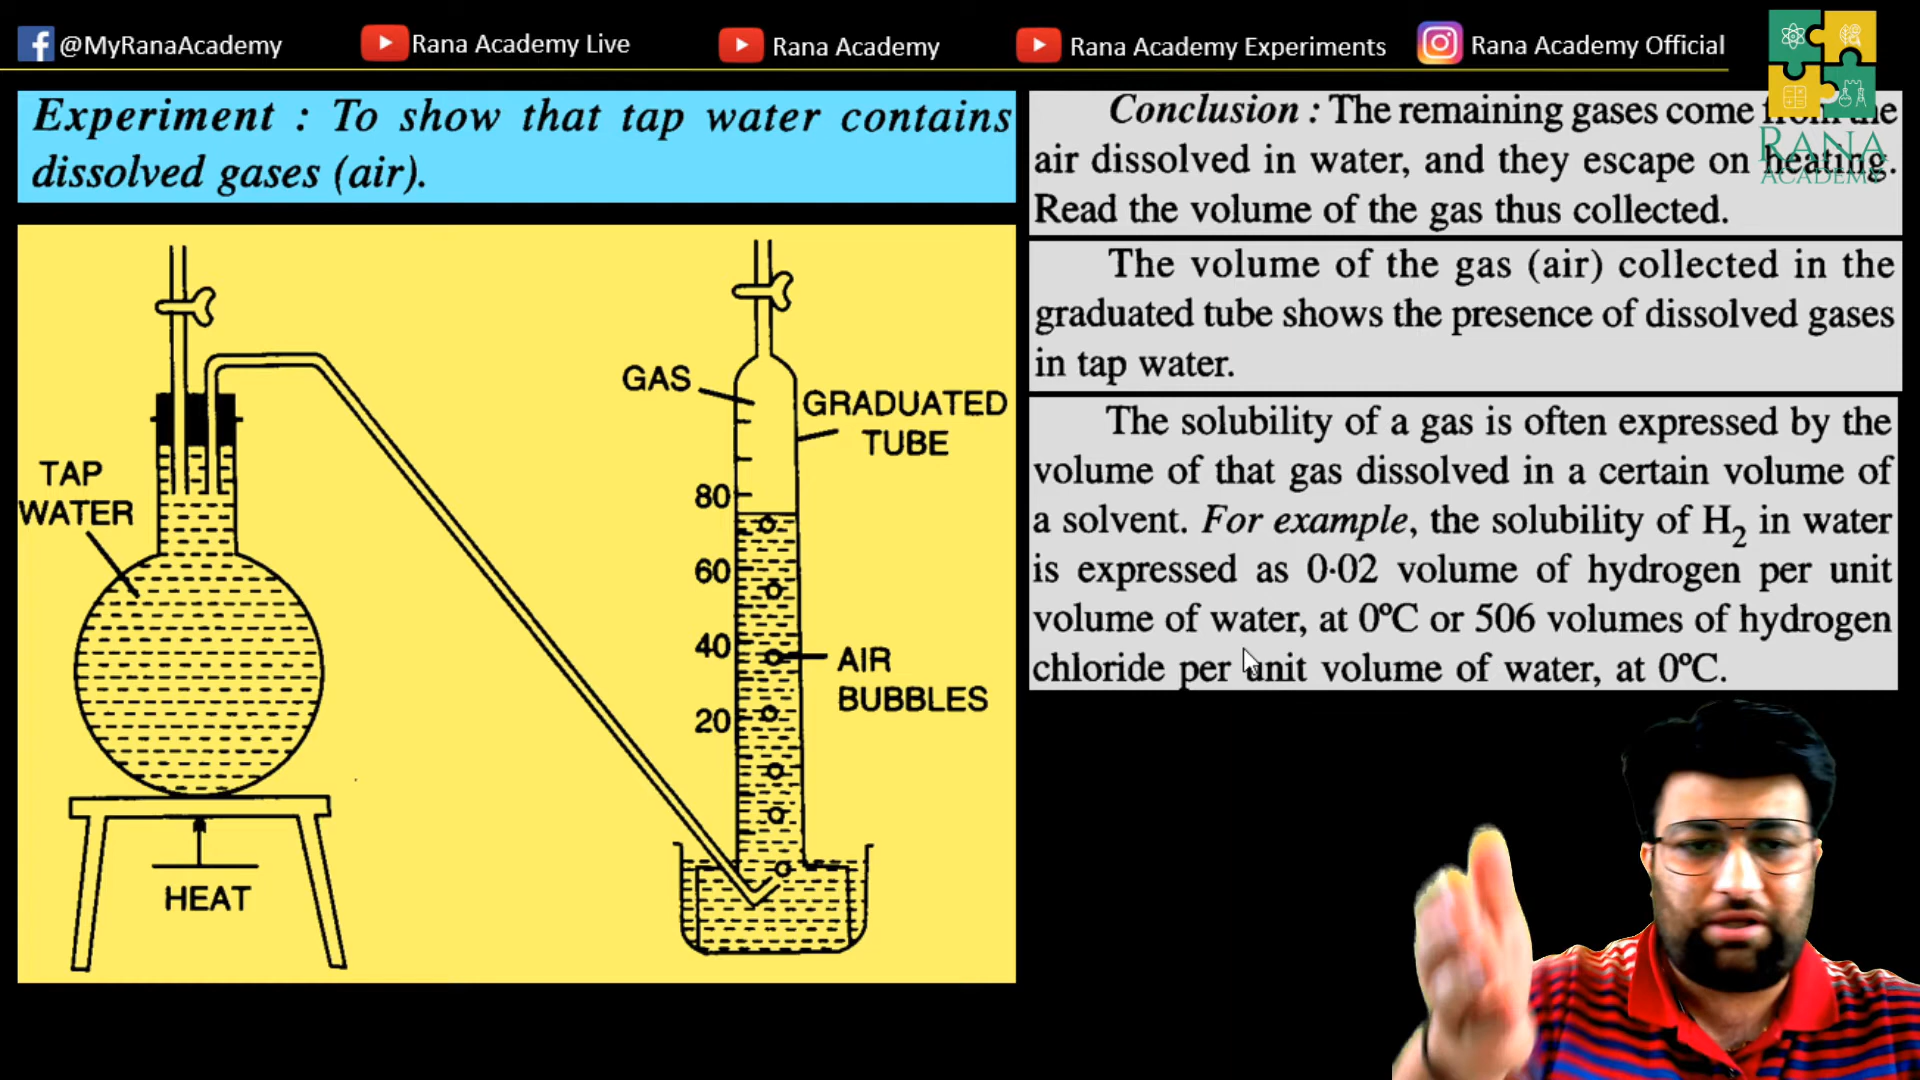 @MyRanaAcademy
Rana Academy Live
Rana Academy
Rana Academy Experiments
Rana Academy Official
RANA
ACADEMY
Experiment : To show that tap water contains
dissolved gases (air).
TAP
WATER
HEAT
GAS
GRADUATED
TUBE
80
60
40
20
AIR
BUBBLES
Conclusion : The remaining gases come from the
air dissolved in water, and they escape on heating.
Read the volume of the gas thus collected.
The volume of the gas (air) collected in the
graduated tube shows the presence of dissolved gases
in tap water.
The solubility of a gas is often expressed by the
volume of that gas dissolved in a certain volume of
a solvent. For example, the solubility of H₂ in water
is expressed as 0·02 volume of hydrogen per unit
volume of water, at 0ºC or 506 volumes of hydrogen
chloride per unit volume of water, at 0ºC.